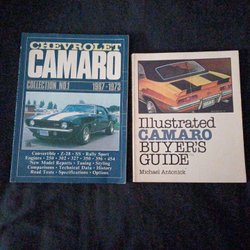 CHEVROLET
CAMARO
COLLECTION No.1 1967-1973
Convertible · Z-28 · SS · Rally Sport
Engines · 250 · 302 · 327 · 350 · 396 · 454
New Model Reports · Tuning · Styling
Comparisons · Technical Data · History
Road Tests · Specifications · Options
Illustrated
CAMARO
BUYER'S
GUIDE
Michael Antonick